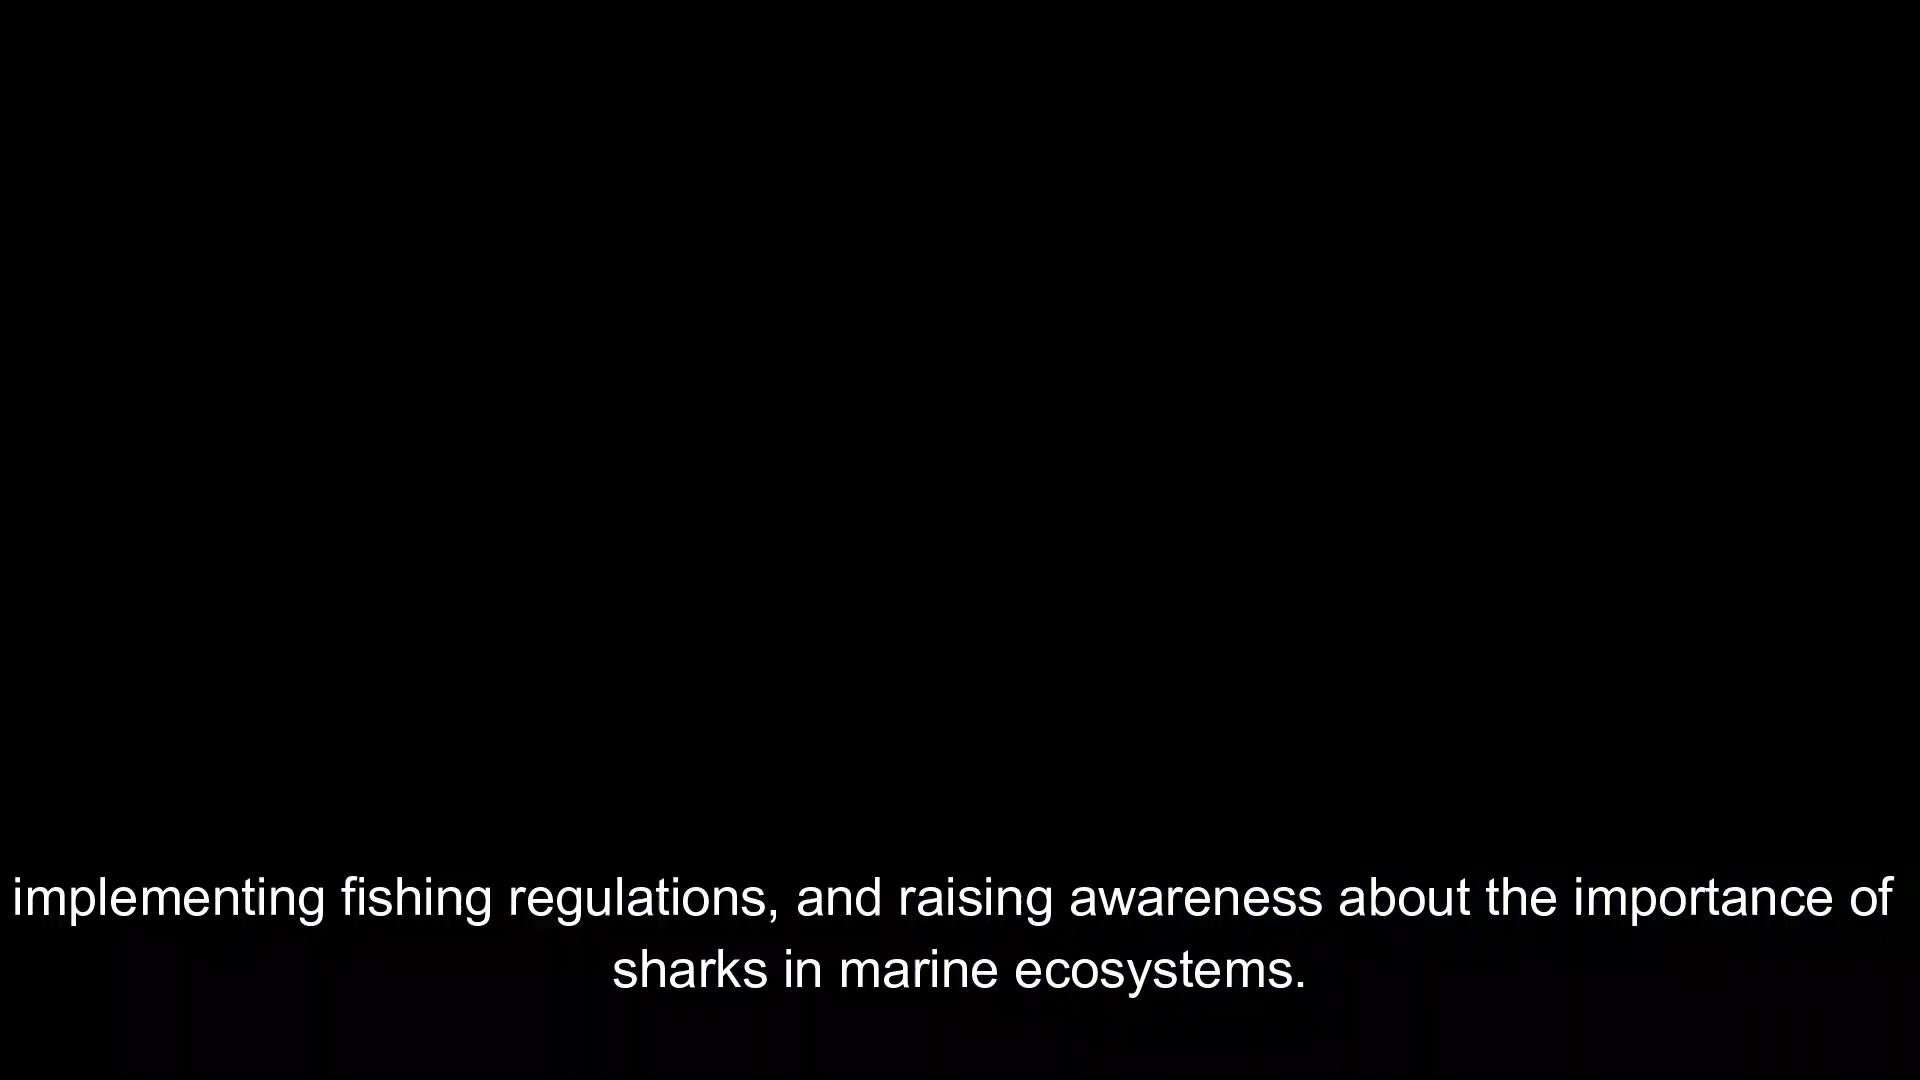 implementing fishing regulations, and raising awareness about the importance of
sharks in marine ecosystems.